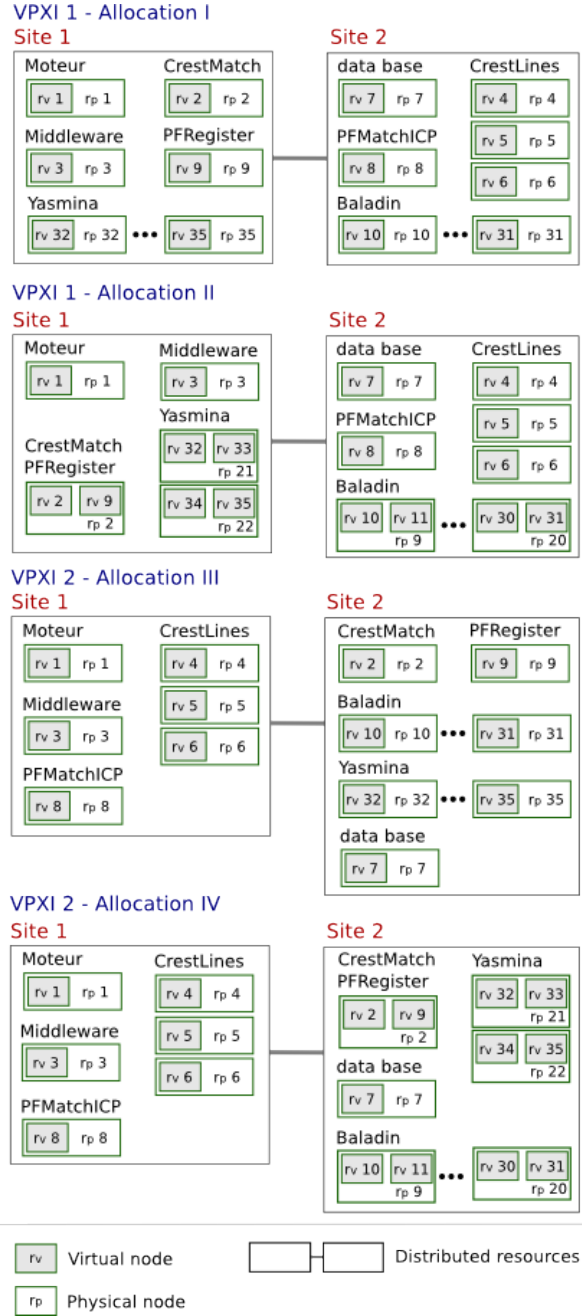 VPXI 1 - Allocation I
Site 1
Site 2
Moteur CrestMatch data base CrestLines
rv 1 rp 1 rv 2 rp 2 rv 7 rp 7 rv 4 rp 4
Middleware PFRegister PFMatchICP rv 5 rp 5
rv 3 rp 3 rv 9 rp 9 rv 8 rp 8 rv 6 rp 6
Yasmina Baladin
rv 32 rp 32 ••• rv 35 rp 35 rv 10 rp 10 ••• rv 31 rp 31
VPXI 1 - Allocation II
Site 1
Site 2
Moteur Middleware data base CrestLines
rv 1 rp 1 rv 3 rp 3 rv 7 rp 7 rv 4 rp 4
Yasmina PFMatchICP rv 5 rp 5
CrestMatch rv 32 rv 33 rv 8 rp 8 rv 6 rp 6
PFRegister rp 21
Baladin
rv 2 rv 9 rv 34 rv 35 rv 10 rv 11 ••• rv 30 rv 31
rp 2 rp 22 rp 9 rp 20
VPXI 2 - Allocation III
Site 1
Site 2
Moteur CrestLines CrestMatch PFRegister
rv 1 rp 1 rv 4 rp 4 rv 2 rp 2 rv 9 rp 9
Middleware rv 5 rp 5 Baladin
rv 3 rp 3 rv 6 rp 6 rv 10 rp 10 ••• rv 31 rp 31
PFMatchICP Yasmina
rv 8 rp 8 rv 32 rp 32 ••• rv 35 rp 35
data base
rv 7 rp 7
VPXI 2 - Allocation IV
Site 1
Site 2
Moteur CrestLines CrestMatch Yasmina
PFRegister
rv 1 rp 1 rv 4 rp 4 rv 2 rv 9 rv 32 rv 33
rp 2 rp 21
Middleware rv 5 rp 5 rv 34 rv 35
rp 22
rv 3 rp 3 rv 6 rp 6 data base
rv 7 rp 7
PFMatchICP Baladin
rv 8 rp 8 rv 10 rv 11 ••• rv 30 rv 31
rp 9 rp 20
rv Virtual node Distributed resources
rp Physical node